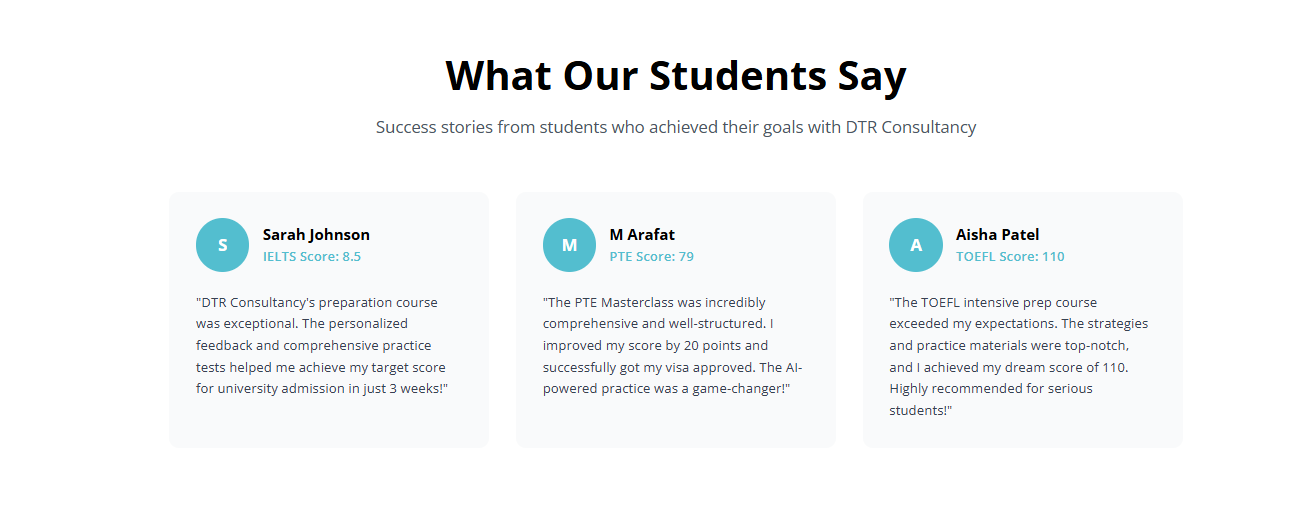 What Our Students Say
Success stories from students who achieved their goals with DTR Consultancy
S
Sarah Johnson
IELTS Score: 8.5
"DTR Consultancy's preparation course
was exceptional. The personalized
feedback and comprehensive practice
tests helped me achieve my target score
for university admission in just 3 weeks!"
M
M Arafat
PTE Score: 79
"The PTE Masterclass was incredibly
comprehensive and well-structured. I
improved my score by 20 points and
successfully got my visa approved. The AI-
powered practice was a game-changer!"
A
Aisha Patel
TOEFL Score: 110
"The TOEFL intensive prep course
exceeded my expectations. The strategies
and practice materials were top-notch,
and I achieved my dream score of 110.
Highly recommended for serious
students!"